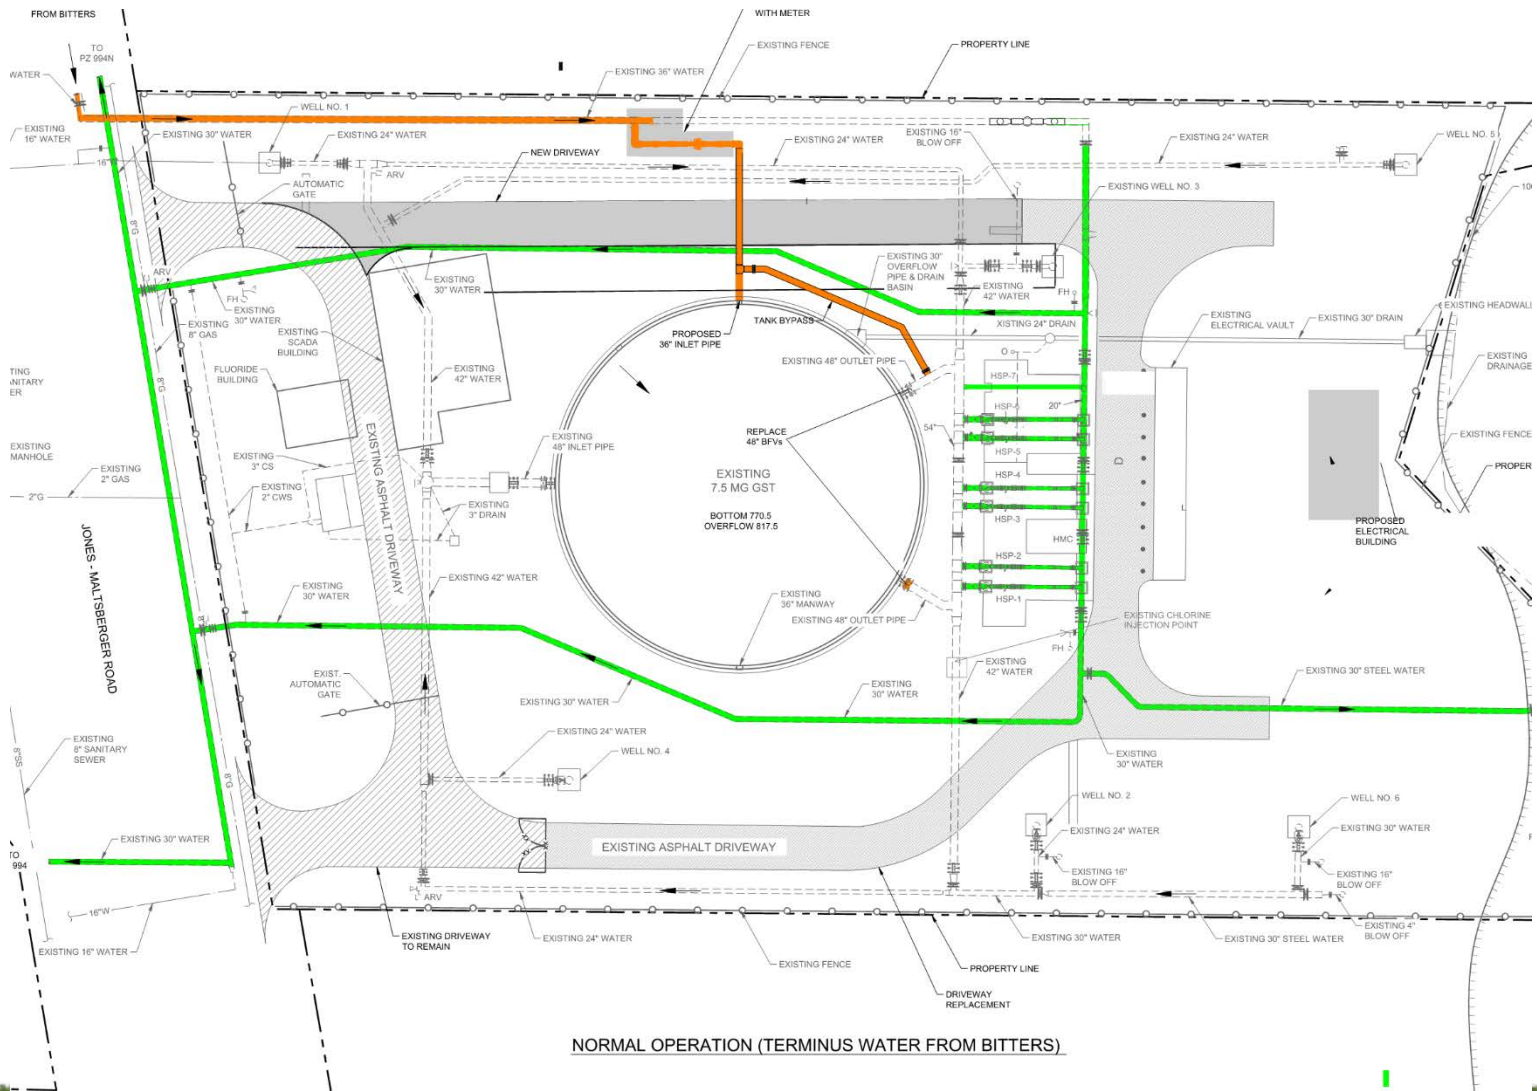 FROM BITTERS
WITH METER
TO
PZ 994N
EXISTING FENCE
PROPERTY LINE
WATER
EXISTING 36" WATER
WELL NO. 1
EXISTING
16" WATER
EXISTING 30" WATER
EXISTING 24" WATER
EXISTING 24" WATER
EXISTING 16"
BLOW OFF
EXISTING 24" WATER
WELL NO. 5
16"W
NEW DRIVEWAY
ARV
AUTOMATIC
GATE
EXISTING WELL NO. 3
8"G
ARV
EXISTING
30" WATER
EXISTING 30"
OVERFLOW
PIPE & DRAIN
BASIN
EXISTING
42" WATER
FH
FH
EXISTING
30" WATER
EXISTING
8" GAS
EXISTING
SCADA
BUILDING
PROPOSED
36" INLET PIPE
TANK BYPASS
XISTING 24" DRAIN
EXISTING
ELECTRICAL VAULT
EXISTING 30" DRAIN
EXISTING HEADWALL
EXISTING
DRAINAGE
FLUORIDE
BUILDING
EXISTING
42" WATER
EXISTING 48" OUTLET PIPE
HSP-7
8"G
20"
54"
HSP-5
HSP-4
HSP-3
HMC
HSP-2
HSP-1
REPLACE
48" BFVs
EXISTING
7.5 MG GST
BOTTOM 770.5
OVERFLOW 817.5
EXISTING
48" INLET PIPE
EXISTING
MANHOLE
EXISTING
2" GAS
2"G
EXISTING
3" CS
EXISTING
2" CWS
EXISTING
3" DRAIN
EXISTING ASPHALT DRIVEWAY
EXISTING FENCE
PROPER
PROPOSED
ELECTRICAL
BUILDING
JONES - MALTSBERGER ROAD
EXISTING
30" WATER
EXISTING 42" WATER
EXISTING
36" MANWAY
EXISTING 48" OUTLET PIPE
EXISTING CHLORINE
INJECTION POINT
FH
EXISTING
42" WATER
EXIST.
AUTOMATIC
GATE
EXISTING 30" WATER
EXISTING
30" WATER
EXISTING 30" STEEL WATER
EXISTING
8" SANITARY
SEWER
8"SS
8"G
EXISTING 24" WATER
WELL NO. 4
EXISTING
30" WATER
WELL NO. 2
WELL NO. 6
EXISTING 24" WATER
EXISTING 30" WATER
EXISTING 30" WATER
TO
994
EXISTING ASPHALT DRIVEWAY
EXISTING 16"
BLOW OFF
EXISTING 16"
BLOW OFF
ARV
16"W
EXISTING 16" WATER
EXISTING DRIVEWAY
TO REMAIN
EXISTING 24" WATER
EXISTING 30" WATER
EXISTING 30" STEEL WATER
EXISTING 4"
BLOW OFF
EXISTING FENCE
PROPERTY LINE
DRIVEWAY
REPLACEMENT
NORMAL OPERATION (TERMINUS WATER FROM BITTERS)